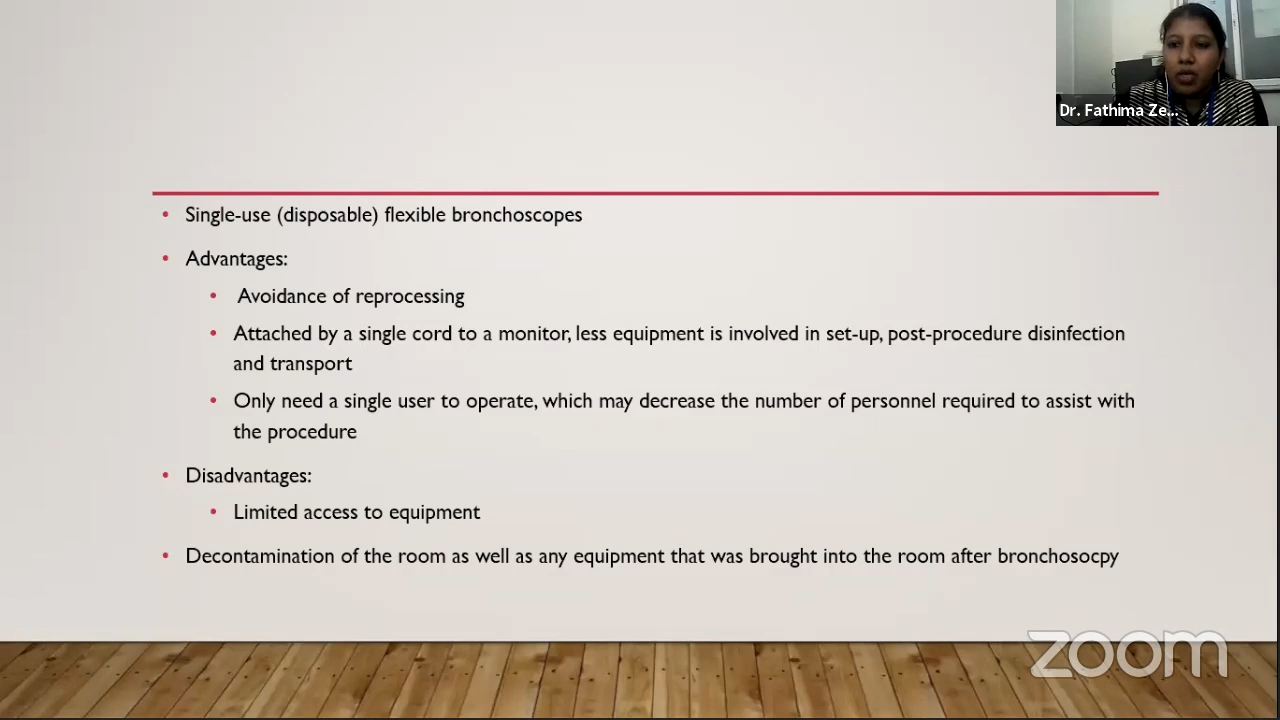 Dr. Fathima Ze...
• Single-use (disposable) flexible bronchoscopes
• Advantages:
• Avoidance of reprocessing
• Attached by a single cord to a monitor, less equipment is involved in set-up, post-procedure disinfection
and transport
• Only need a single user to operate, which may decrease the number of personnel required to assist with
the procedure
• Disadvantages:
• Limited access to equipment
• Decontamination of the room as well as any equipment that was brought into the room after bronchosocpy
zoom